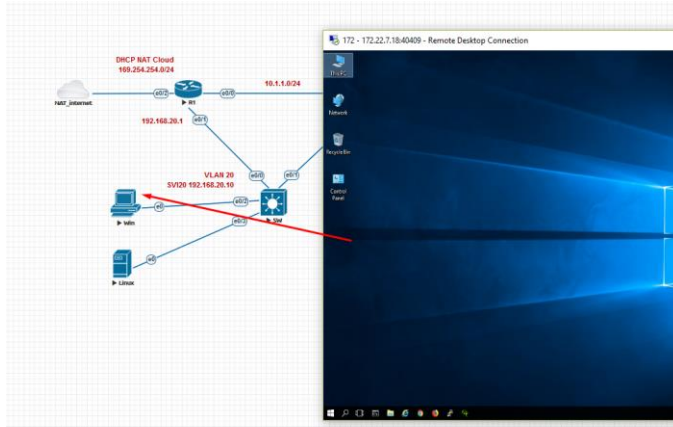 172 - 172.22.7.18:40409 - Remote Desktop Connection
DHCP NAT Cloud
169.254.254.0/24
This PC
10.1.1.0/24
NAT_internet
e0/2
R1
e0/0
Network
192.168.20.1
e0/1
Recycle Bin
VLAN 20
SVI20 192.168.20.10
e0/0
e0/1
Control
Panel
e0
e0/2
Win
e0/3
SW
e0
Linux